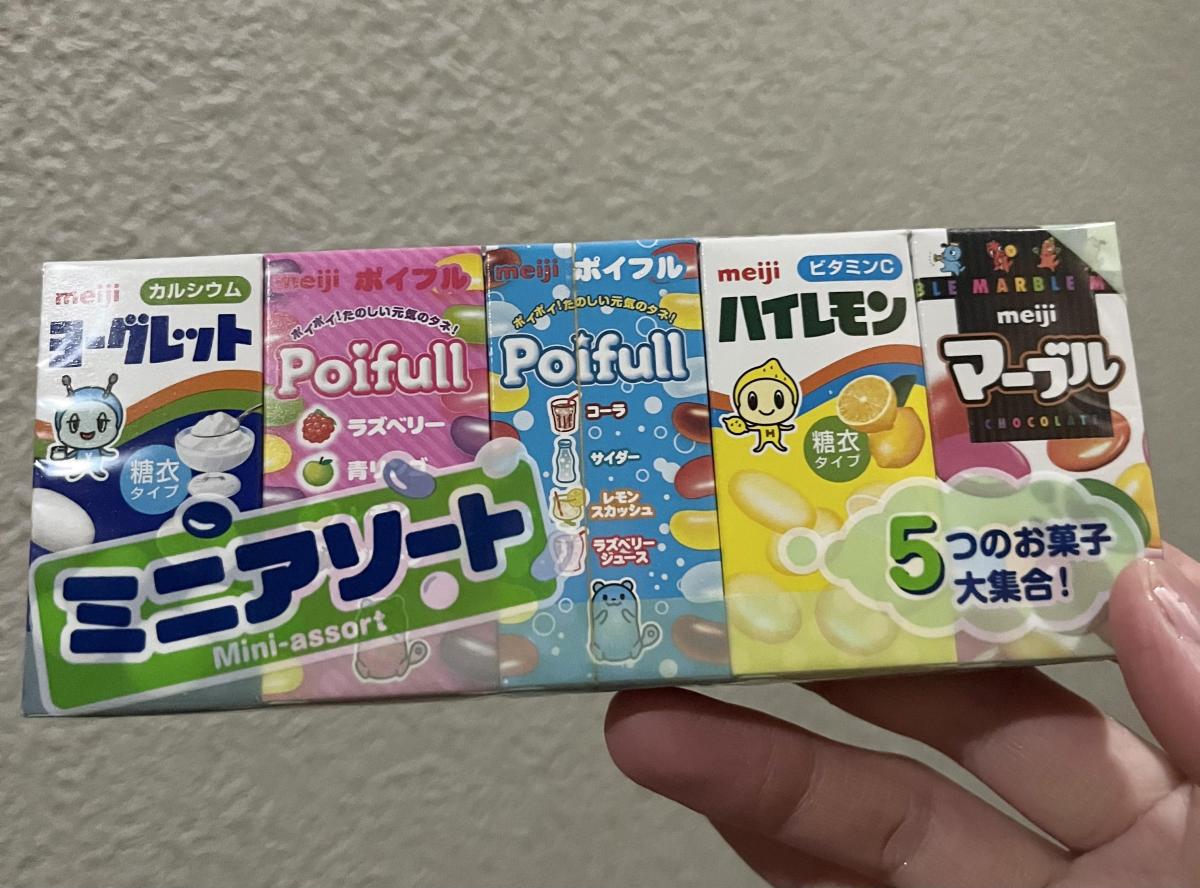 meiji カルシウム
ヨーグレット
糖衣
タイプ
meiji ポイフル
ポイポイ!たのしい元気のタネ!
Poifull
ラズベリー
meiji ポイフル
ポイポイ!たのしい元気のタネ!
Poifull
コーラ
サイダー
レモン
スカッシュ
ラズベリー
ジュース
meiji ビタミンC
ハイレモン
H
糖衣
タイプ
BLE MARBLE M
meiji
マーブル
CHOCOLATE
ミニアソート
Mini-assort
5つのお菓子
大集合!